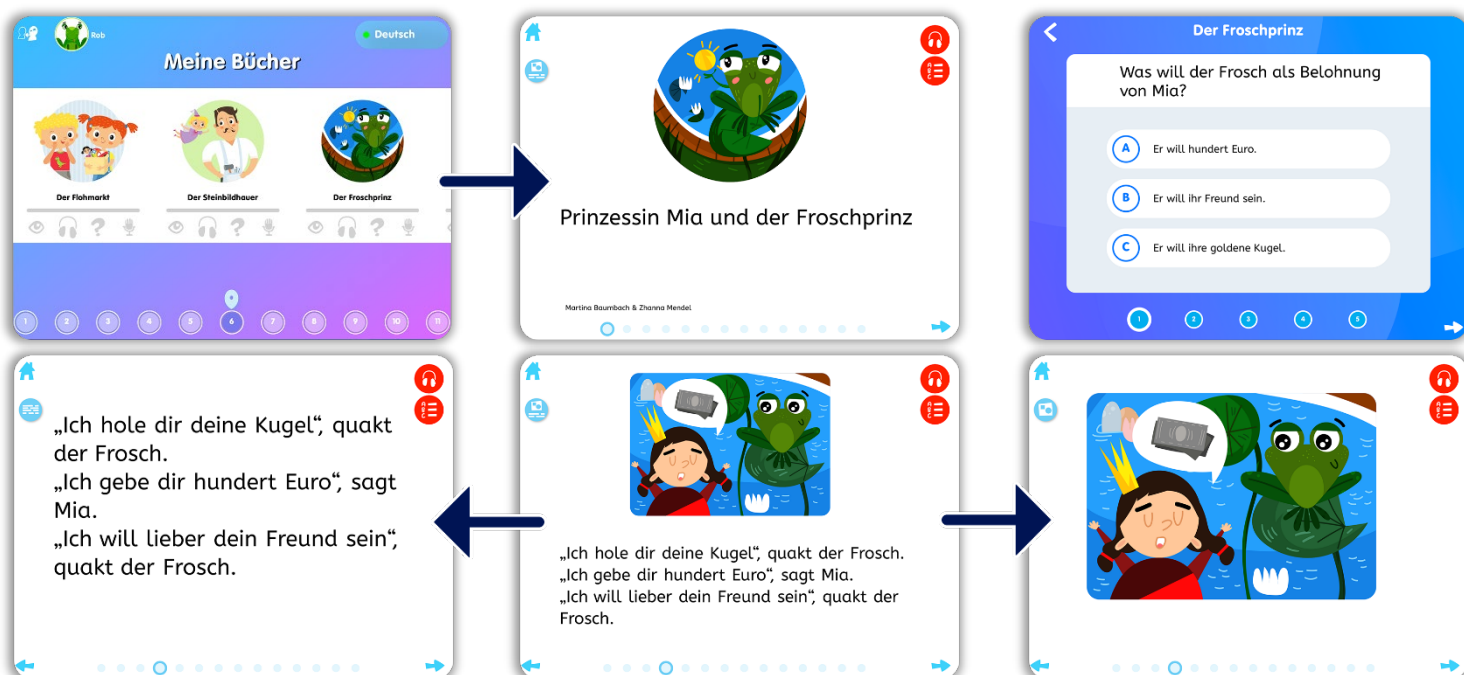 Rob
Deutsch
Meine Bücher
Der Flohmarkt
Der Steinbildhauer
Der Froschprinz
1 2 3 4 5 6 7 8 9 10 11
Prinzessin Mia und der Froschprinz
Martina Baumbach & Zhanna Mendel
Der Froschprinz
Was will der Frosch als Belohnung
von Mia?
A Er will hundert Euro.
B Er will ihr Freund sein.
C Er will ihre goldene Kugel.
1 2 3 4 5
„Ich hole dir deine Kugel“, quakt
der Frosch.
„Ich gebe dir hundert Euro“, sagt
Mia.
„Ich will lieber dein Freund sein“,
quakt der Frosch.
„Ich hole dir deine Kugel“, quakt der Frosch.
„Ich gebe dir hundert Euro“, sagt Mia.
„Ich will lieber dein Freund sein“, quakt der
Frosch.